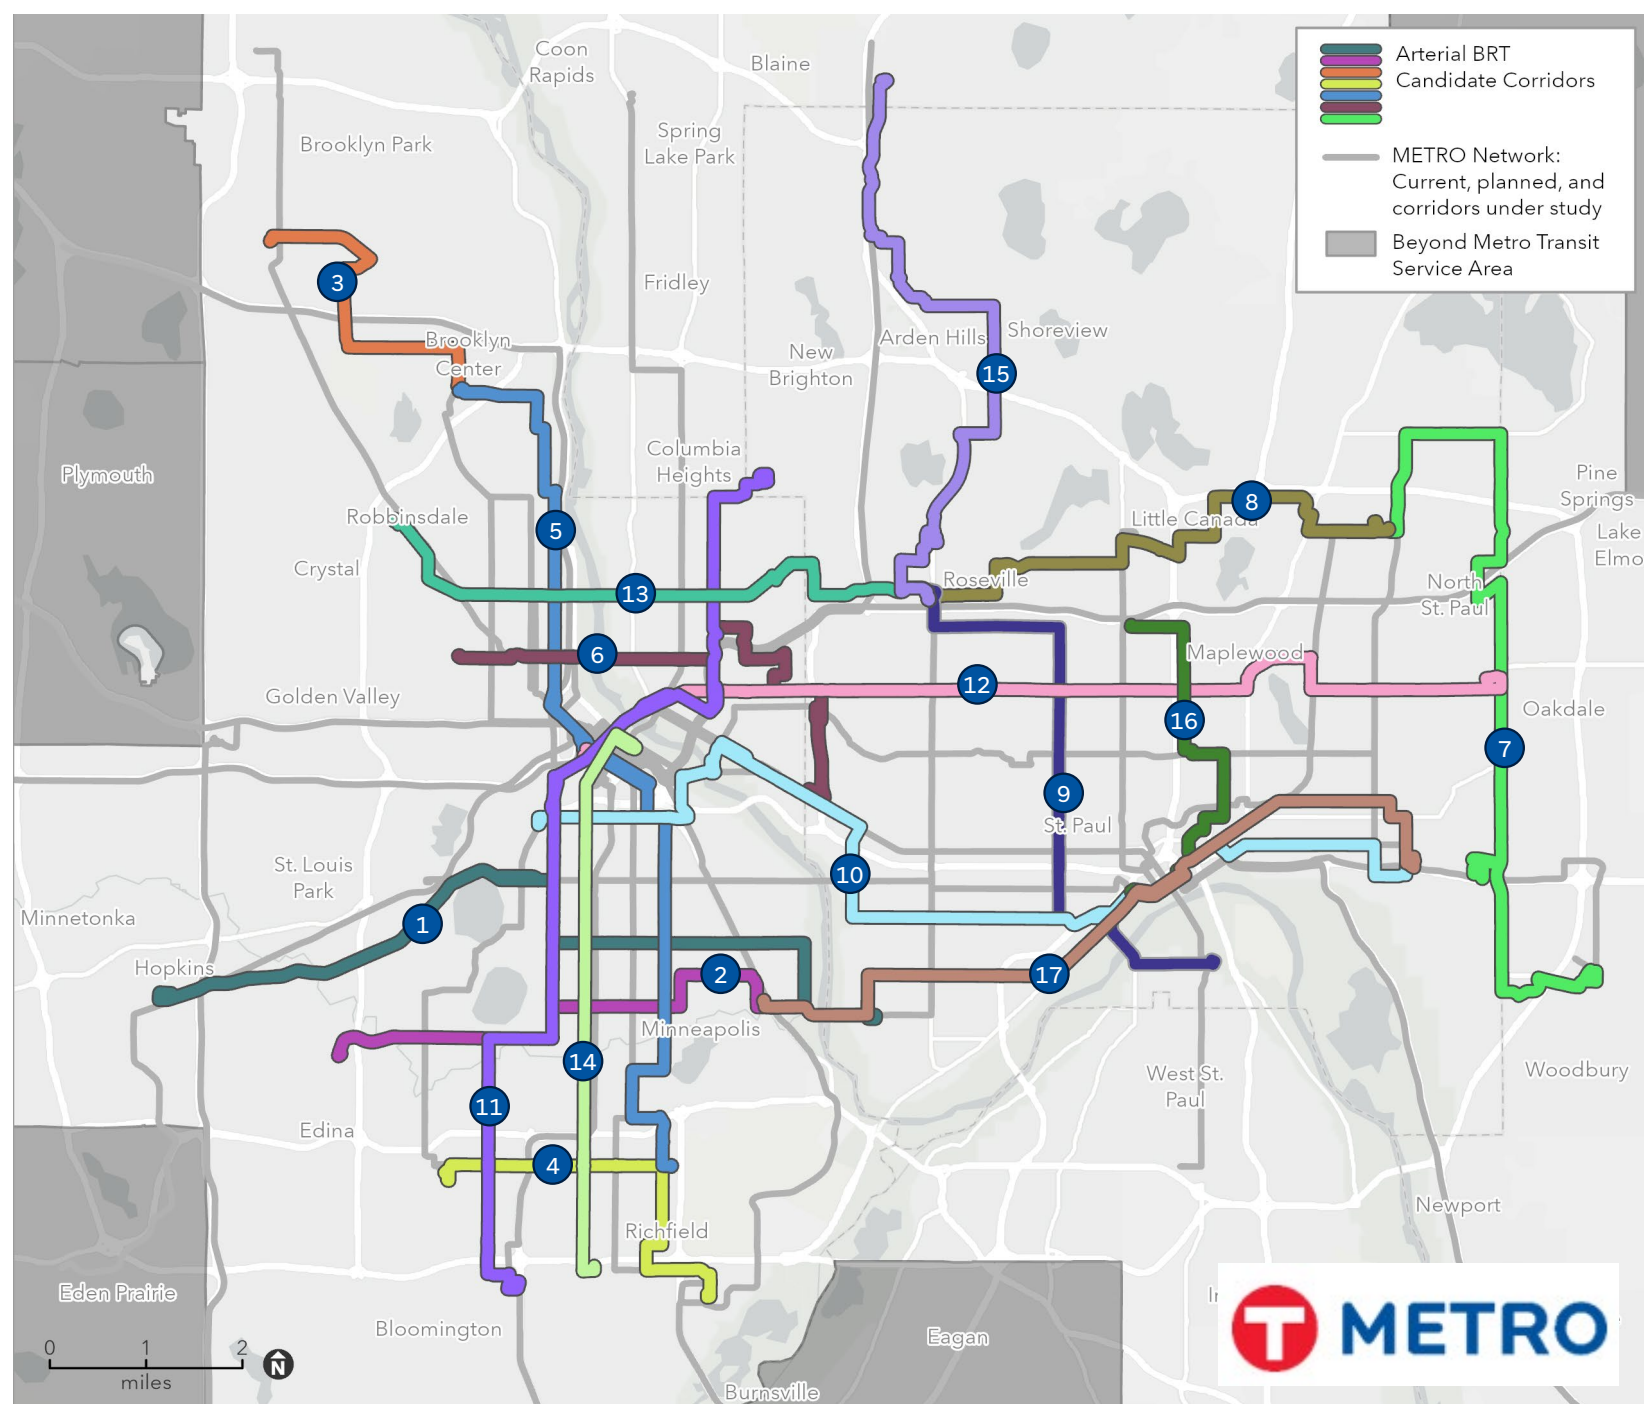 Coon
Rapids
Blaine
Arterial BRT
Candidate Corridors
METRO Network:
Current, planned, and
corridors under study
Beyond Metro Transit
Service Area
Brooklyn Park
Spring
Lake Park
3
Fridley
Brooklyn
Center
New
Brighton
Arden Hills
Shoreview
15
Columbia
Heights
Plymouth
Robbinsdale
5
Little Canada
8
Pine
Springs
Lake
Elmo
Crystal
13
Roseville
North
St. Paul
6
Maplewood
12
Golden Valley
16
Oakdale
7
9
St. Paul
St. Louis
Park
10
Minnetonka
1
Hopkins
2
17
Minneapolis
14
West St.
Paul
Woodbury
11
Edina
4
Newport
Richfield
Eden Prairie
Bloomington
Eagan
Burnsville
0 1 2
miles
N
T METRO